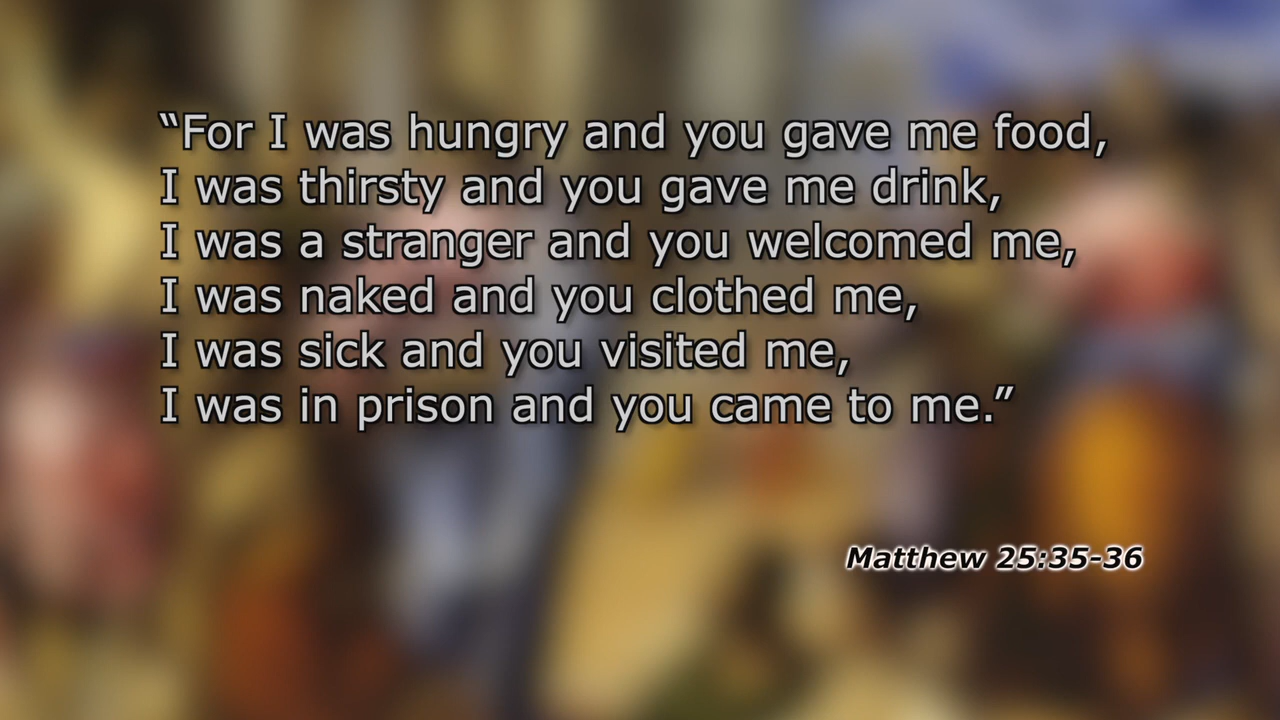 “For I was hungry and you gave me food,
I was thirsty and you gave me drink,
I was a stranger and you welcomed me,
I was naked and you clothed me,
I was sick and you visited me,
I was in prison and you came to me.”
Matthew 25:35-36